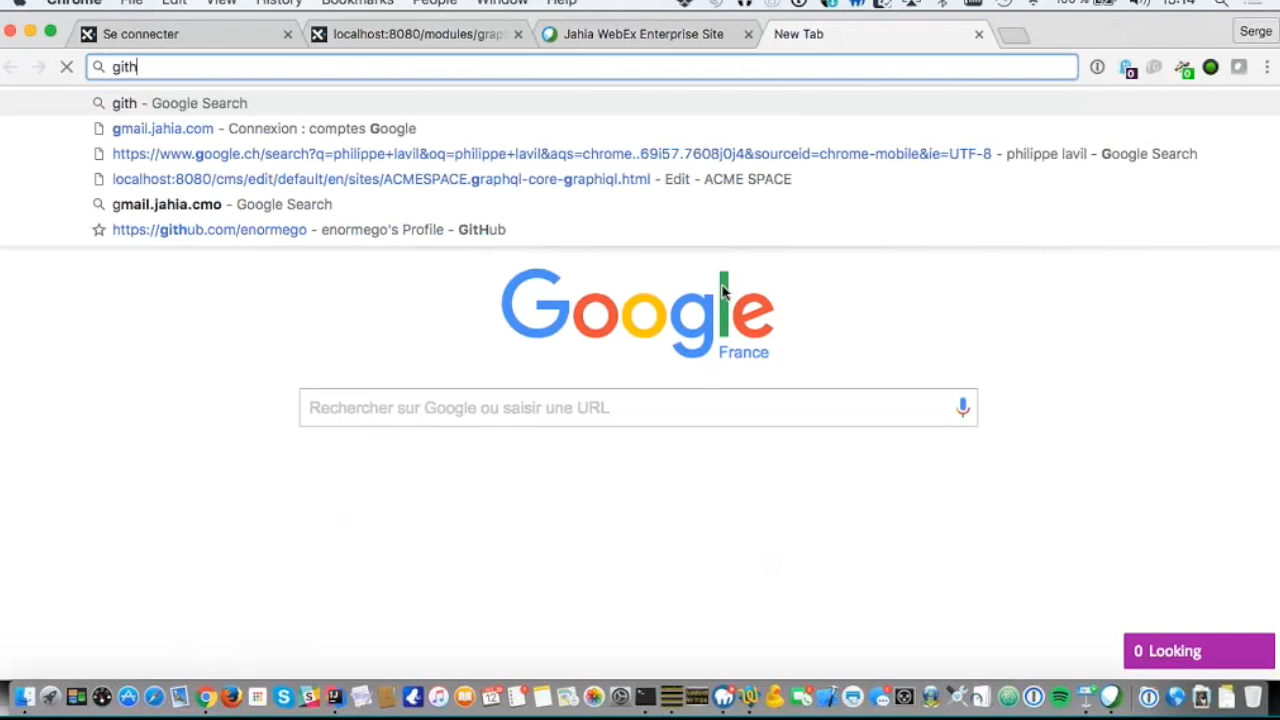 Chrome File Edit View History Bookmarks People Window Help 100 % 15:14
Se connecter
localhost:8080/modules/grap
Jahia WebEx Enterprise Site
New Tab
Serge
gith
gith - Google Search
gmail.jahia.com - Connexion : comptes Google
https://www.google.ch/search?q=philippe+lavil&oq=philippe+lavil&aqs=chrome..69i57.7608j0j4&sourceid=chrome-mobile&ie=UTF-8 - philippe lavil - Google Search
localhost:8080/cms/edit/default/en/sites/ACMESPACE.graphql-core-graphiql.html - Edit - ACME SPACE
gmail.jahia.cmo - Google Search
https://github.com/enormego - enormego's Profile - GitHub
Google
France
Rechercher sur Google ou saisir une URL
0 Looking